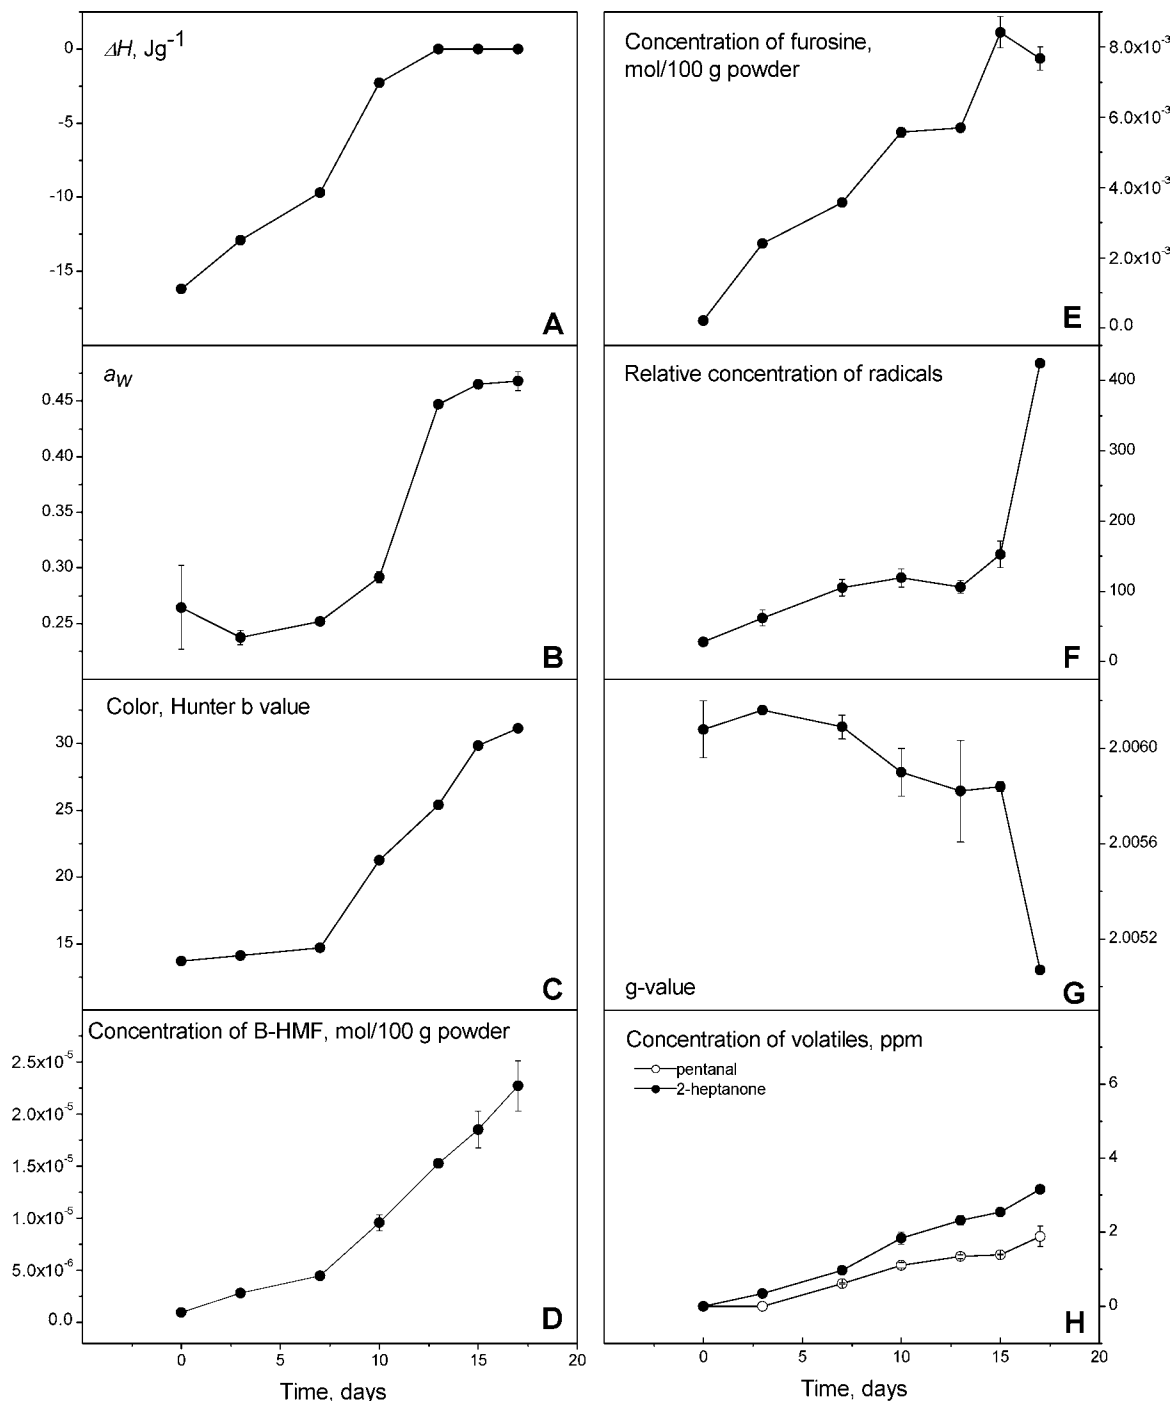 ΔH, Jg⁻¹
0
-5
-10
-15
A
a_w
0.45
0.40
0.35
0.30
0.25
B
Color, Hunter b value
30
25
20
15
C
Concentration of B-HMF, mol/100 g powder
2.5x10⁻⁵
2.0x10⁻⁵
1.5x10⁻⁵
1.0x10⁻⁵
5.0x10⁻⁶
0.0
D
0 5 10 15 20
Time, days
Concentration of furosine,
mol/100 g powder
8.0x10⁻³
6.0x10⁻³
4.0x10⁻³
2.0x10⁻³
0.0
E
Relative concentration of radicals
400
300
200
100
0
F
2.0060
2.0056
2.0052
g-value
G
Concentration of volatiles, ppm
pentanal
2-heptanone
6
4
2
0
H
0 5 10 15 20
Time, days